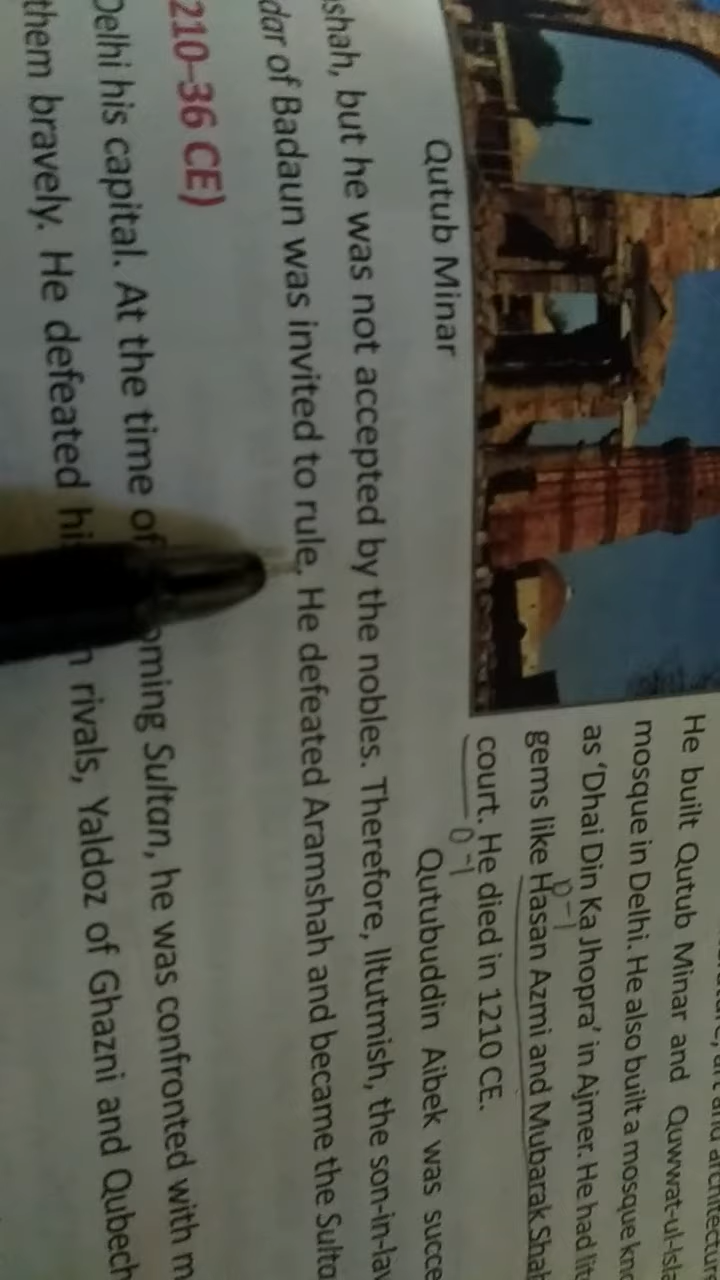 He built Qutub Minar and Quwwat-ul-Isla
mosque in Delhi. He also built a mosque kn
as ‘Dhai Din Ka Jhopra’ in Ajmer. He had lit
gems like Hasan Azmi and Mubarak Shah
court. He died in 1210 CE.
Qutub Minar
Qutubuddin Aibek was succe
shah, but he was not accepted by the nobles. Therefore, Iltutmish, the son-in-law
dar of Badaun was invited to rule. He defeated Aramshah and became the Sulta
210–36 CE)
Delhi his capital. At the time of oming Sultan, he was confronted with m
them bravely. He defeated his n rivals, Yaldoz of Ghazni and Qubech